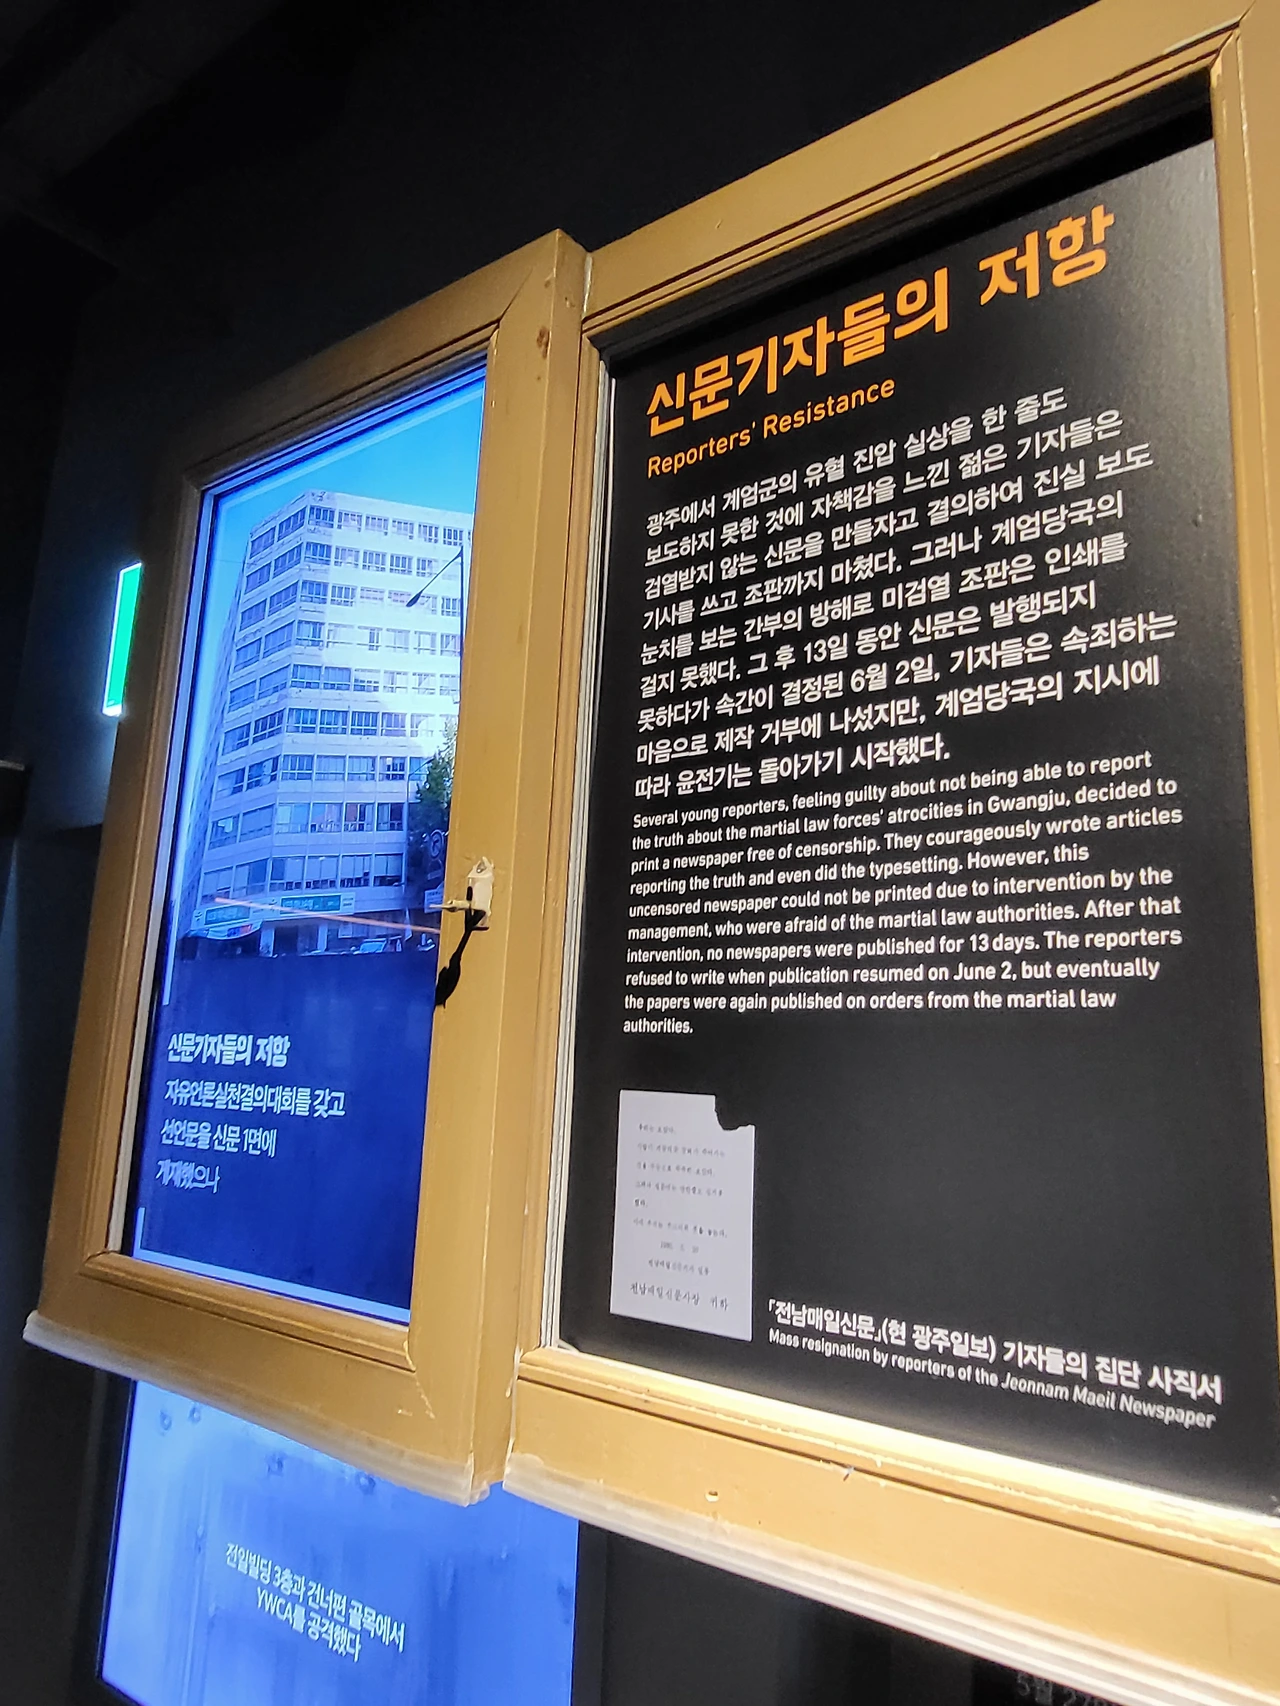 신문기자들의 저항
Reporters' Resistance
광주에서 계엄군의 유혈 진압 실상을 한 줄도
보도하지 못한 것에 자책감을 느낀 젊은 기자들은
검열받지 않는 신문을 만들자고 결의하여 진실 보도
기사를 쓰고 조판까지 마쳤다. 그러나 계엄당국의
눈치를 보는 간부의 방해로 미검열 조판은 인쇄를
걸지 못했다. 그 후 13일 동안 신문은 발행되지
못하다가 속간이 결정된 6월 2일, 기자들은 속죄하는
마음으로 제작 거부에 나섰지만, 계엄당국의 지시에
따라 윤전기는 돌아가기 시작했다.
Several young reporters, feeling guilty about not being able to report
the truth about the martial law forces' atrocities in Gwangju, decided to
print a newspaper free of censorship. They courageously wrote articles
reporting the truth and even did the typesetting. However, this
uncensored newspaper could not be printed due to intervention by the
management, who were afraid of the martial law authorities. After that
intervention, no newspapers were published for 13 days. The reporters
refused to write when publication resumed on June 2, but eventually
the papers were again published on orders from the martial law
authorities.
전남매일신문사장 귀하
「전남매일신문」(현 광주일보) 기자들의 집단 사직서
Mass resignation by reporters of the Jeonnam Maeil Newspaper
신문기자들의 저항
자유언론실천결의대회를 갖고
선언문을 신문 1면에
게재했으나
전일빌딩 3층과 건너편 골목에서
YWCA를 공격했다